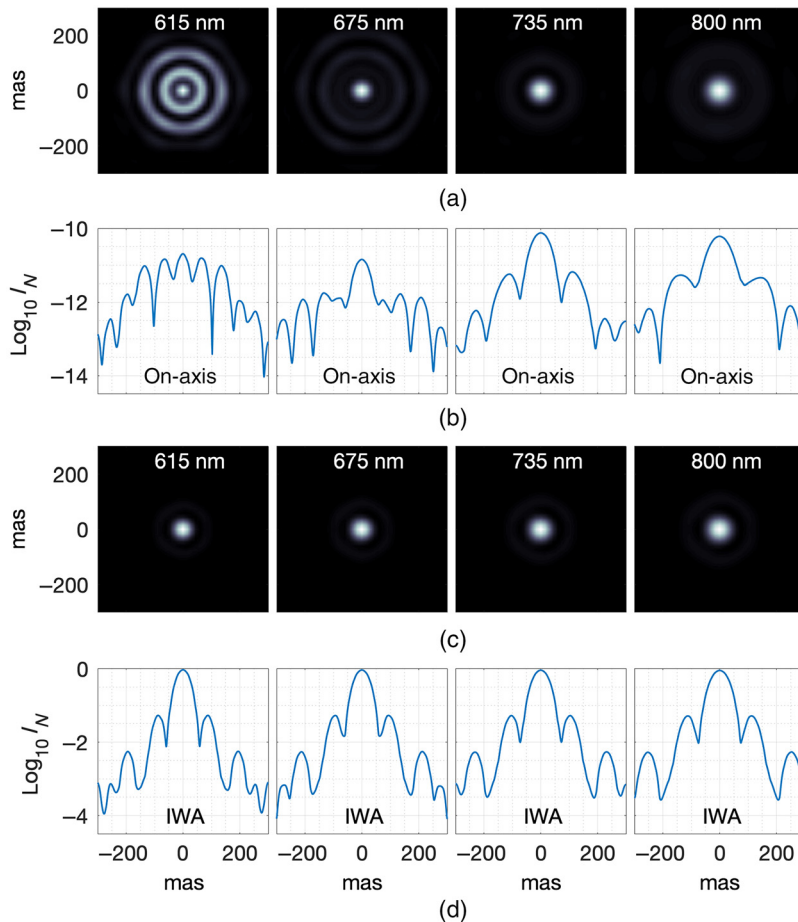 615 nm 675 nm 735 nm 800 nm
200
0
−200
mas
(a)
−10
−12
−14
Log10 IN
On-axis On-axis On-axis On-axis
(b)
615 nm 675 nm 735 nm 800 nm
200
0
−200
mas
(c)
0
−2
−4
Log10 IN
IWA IWA IWA IWA
−200 0 200 −200 0 200 −200 0 200 −200 0 200
mas mas mas mas
(d)